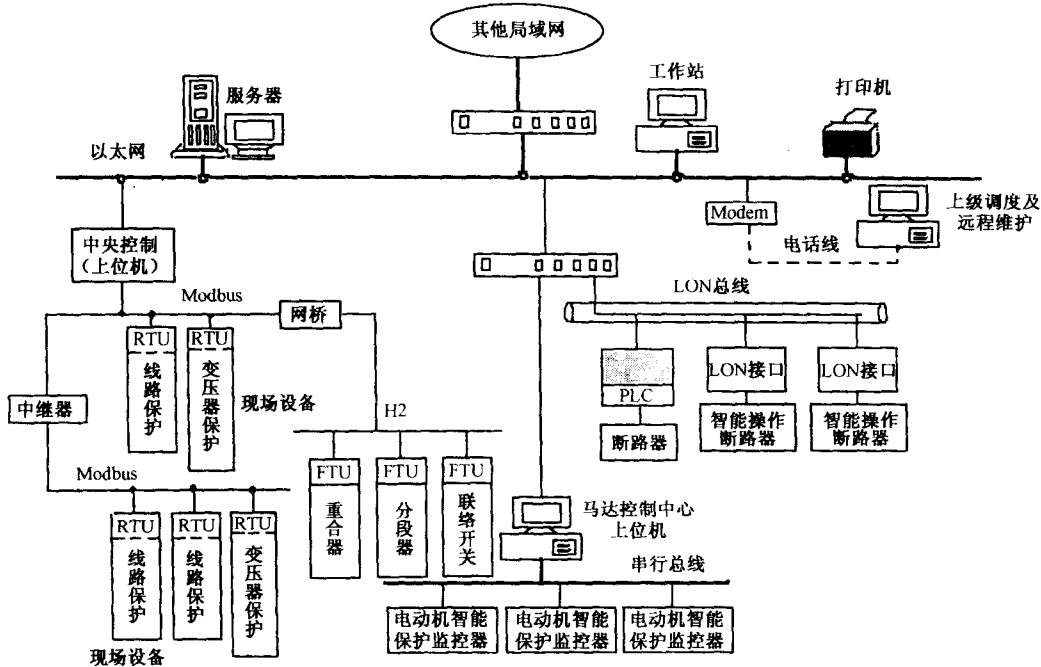 其他局域网
工作站
打印机
服务器
以太网
上级调度及
远程维护
Modem
电话线
中央控制
（上位机）
LON总线
Modbus
网桥
RTU
线路保护
RTU
变压器保护
现场设备
中继器
LON接口
LON接口
PLC
断路器
智能操作
断路器
智能操作
断路器
H2
Modbus
FTU
重合器
FTU
分段器
FTU
联络开关
RTU
线路保护
RTU
线路保护
RTU
变压器保护
现场设备
马达控制中心
上位机
串行总线
电动机智能
保护监控器
电动机智能
保护监控器
电动机智能
保护监控器